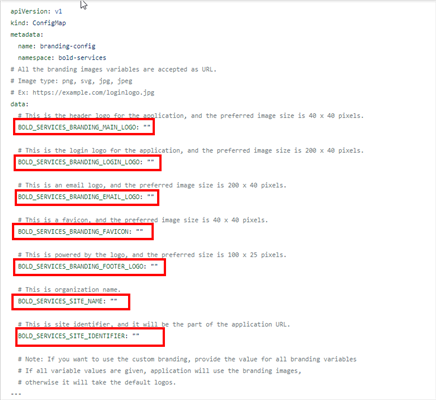 apiVersion: v1
kind: ConfigMap
metadata:
  name: branding-config
  namespace: bold-services
# All the branding images variables are accepted as URL.
# Image type: png, svg, jpg, jpeg
# Ex: https://example.com/loginlogo.jpg
data:
  # This is the header logo for the application, and the preferred image size is 40 x 40 pixels.
  BOLD_SERVICES_BRANDING_MAIN_LOGO: ""
  # This is the login logo for the application, and the preferred image size is 200 x 40 pixels.
  BOLD_SERVICES_BRANDING_LOGIN_LOGO: ""
  # This is an email logo, and the preferred image size is 200 x 40 pixels.
  BOLD_SERVICES_BRANDING_EMAIL_LOGO: ""
  # This is a favicon, and the preferred image size is 40 x 40 pixels.
  BOLD_SERVICES_BRANDING_FAVICON: ""
  # This is powered by the logo, and the preferred size is 100 x 25 pixels.
  BOLD_SERVICES_BRANDING_FOOTER_LOGO: ""
  # This is organization name.
  BOLD_SERVICES_SITE_NAME: ""
  # This is site identifier, and it will be the part of the application URL.
  BOLD_SERVICES_SITE_IDENTIFIER: ""
  # Note: If you want to use the custom branding, provide the value for all branding variables
  # If all variable values are given, application will use the branding images,
  # otherwise it will take the default logos.
---